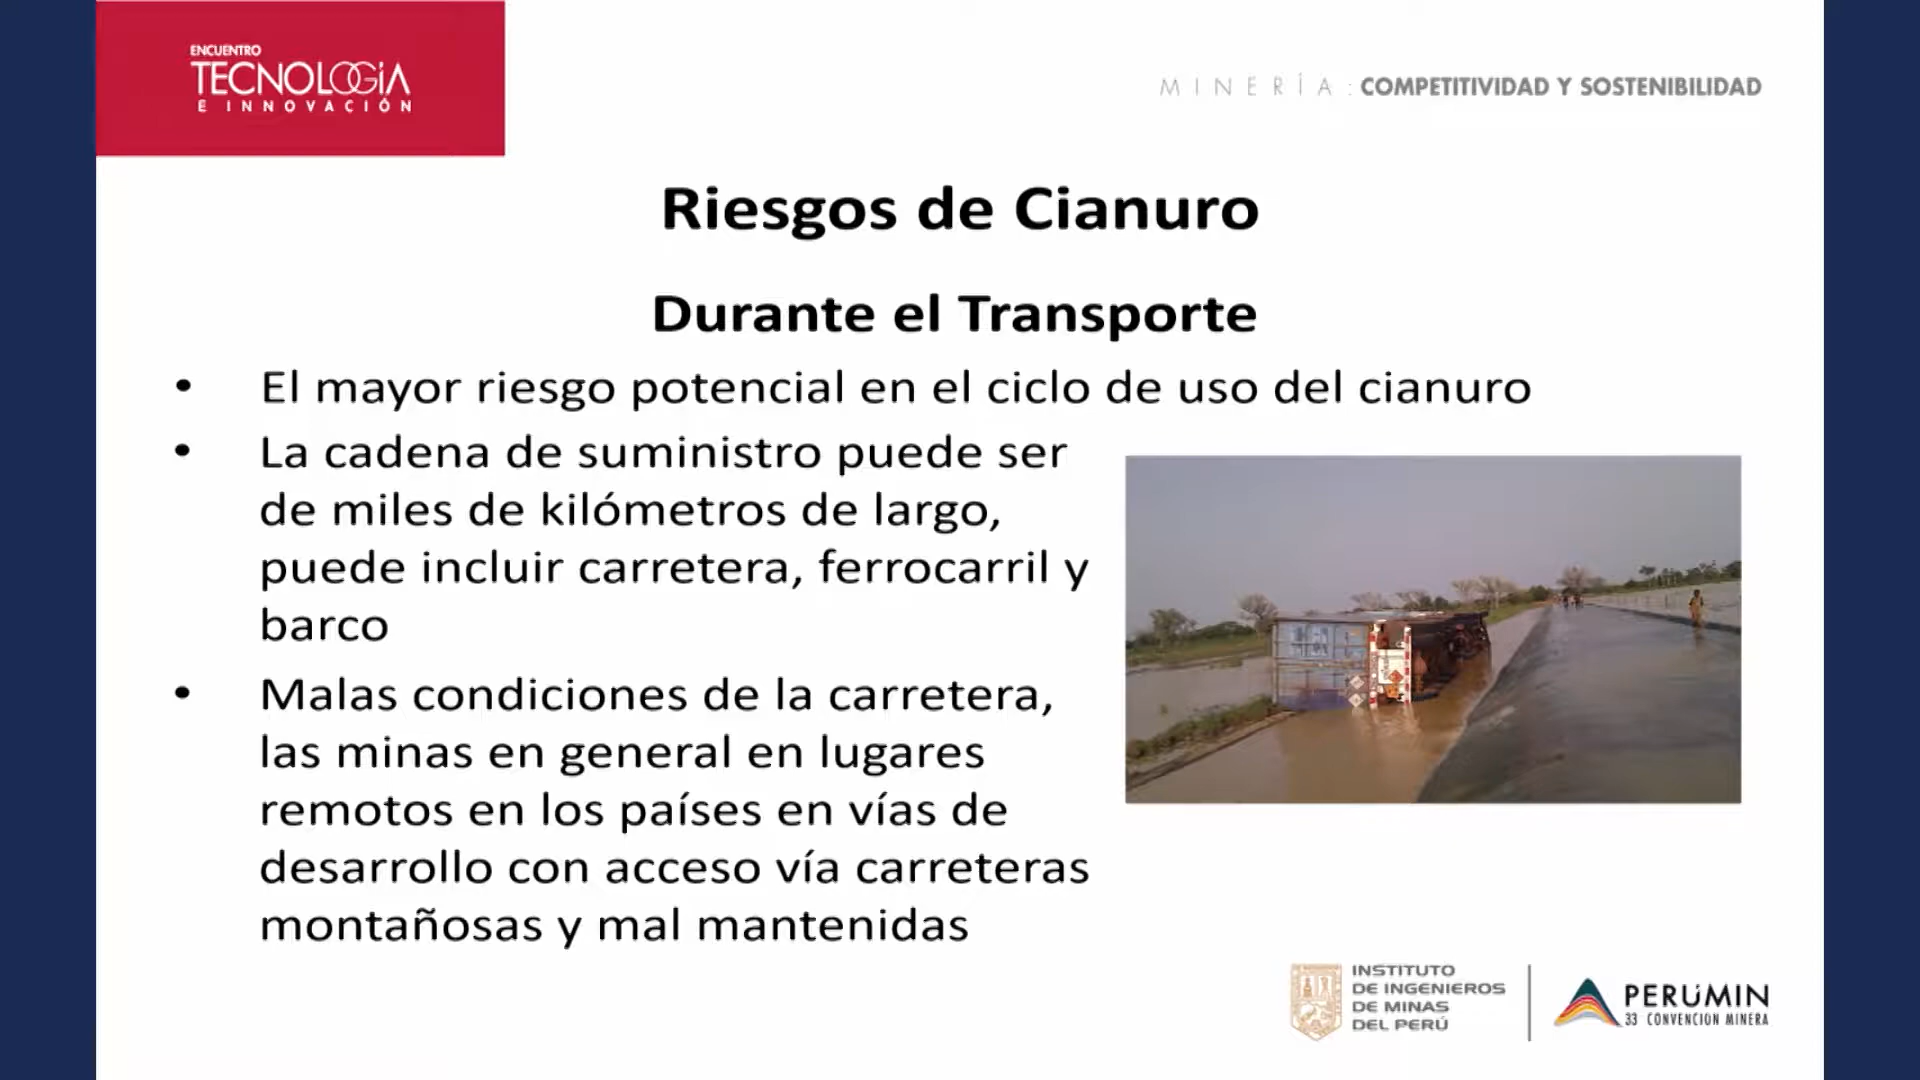 ENCUENTRO
TECNOLOGÍA
E INNOVACIÓN
MINERÍA: COMPETITIVIDAD Y SOSTENIBILIDAD
Riesgos de Cianuro
Durante el Transporte
• El mayor riesgo potencial en el ciclo de uso del cianuro
• La cadena de suministro puede ser
de miles de kilómetros de largo,
puede incluir carretera, ferrocarril y
barco
• Malas condiciones de la carretera,
las minas en general en lugares
remotos en los países en vías de
desarrollo con acceso vía carreteras
montañosas y mal mantenidas
INSTITUTO
DE INGENIEROS
DE MINAS
DEL PERÚ
PERÚMIN
33 CONVENCION MINERA